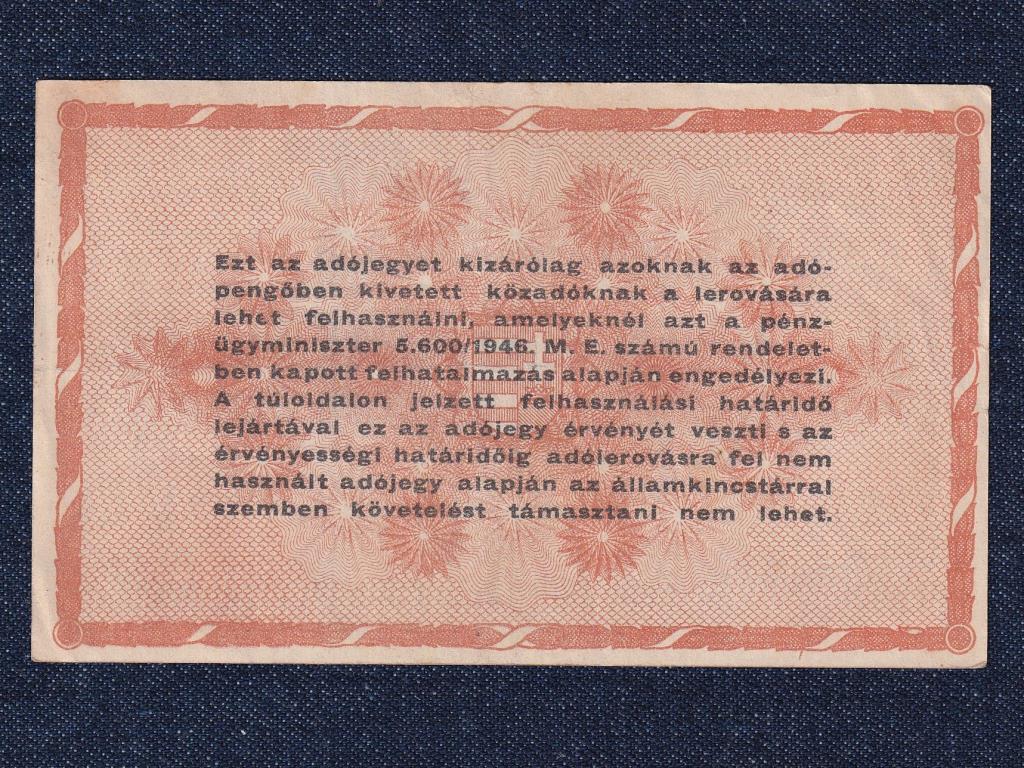 Ezt az adójegyet kizárólag azoknak az adó-
pengőben kivetett közadóknak a lerovására
lehet felhasználni, amelyeknél azt a pénz-
ügyminiszter 5.600/1946. M. E. számú rendelet-
ben kapott felhatalmazás alapján engedélyezi.
A túloldalon jelzett felhasználási határidő
lejártával ez az adójegy érvényét veszti s az
érvényességi határidőig adólerovásra fel nem
használt adójegy alapján az államkincstárral
szemben követelést támasztani nem lehet.